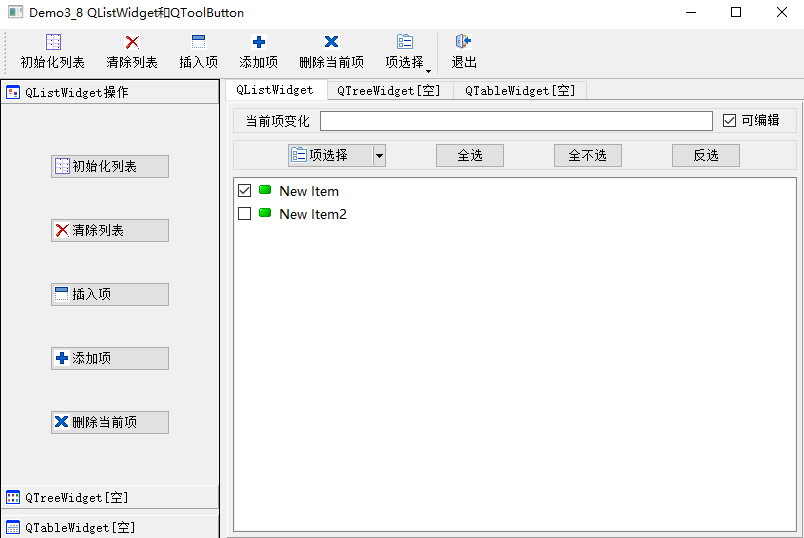 Demo3_8 QListWidget和QToolButton
初始化列表 清除列表 插入项 添加项 删除当前项 项选择 退出
QListWidget操作
初始化列表
清除列表
插入项
添加项
删除当前项
QTreeWidget[空]
QTableWidget[空]
QListWidget QTreeWidget[空] QTableWidget[空]
当前项变化 可编辑
项选择 全选 全不选 反选
New Item
New Item2